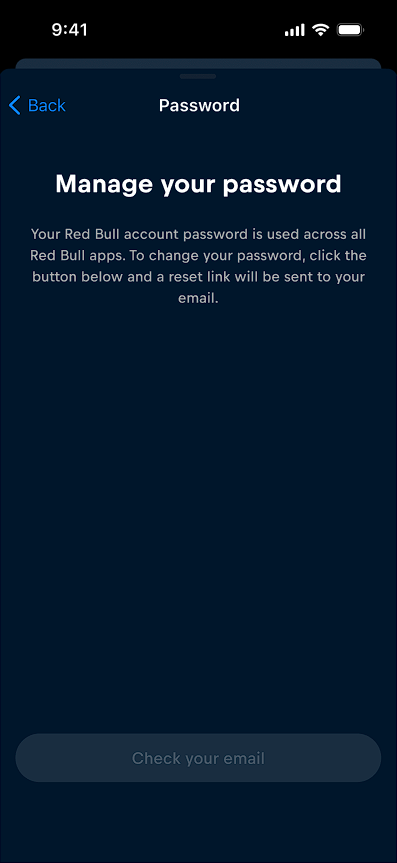 9:41
Back
Password
Manage your password
Your Red Bull account password is used across all
Red Bull apps. To change your password, click the
button below and a reset link will be sent to your
email.
Check your email